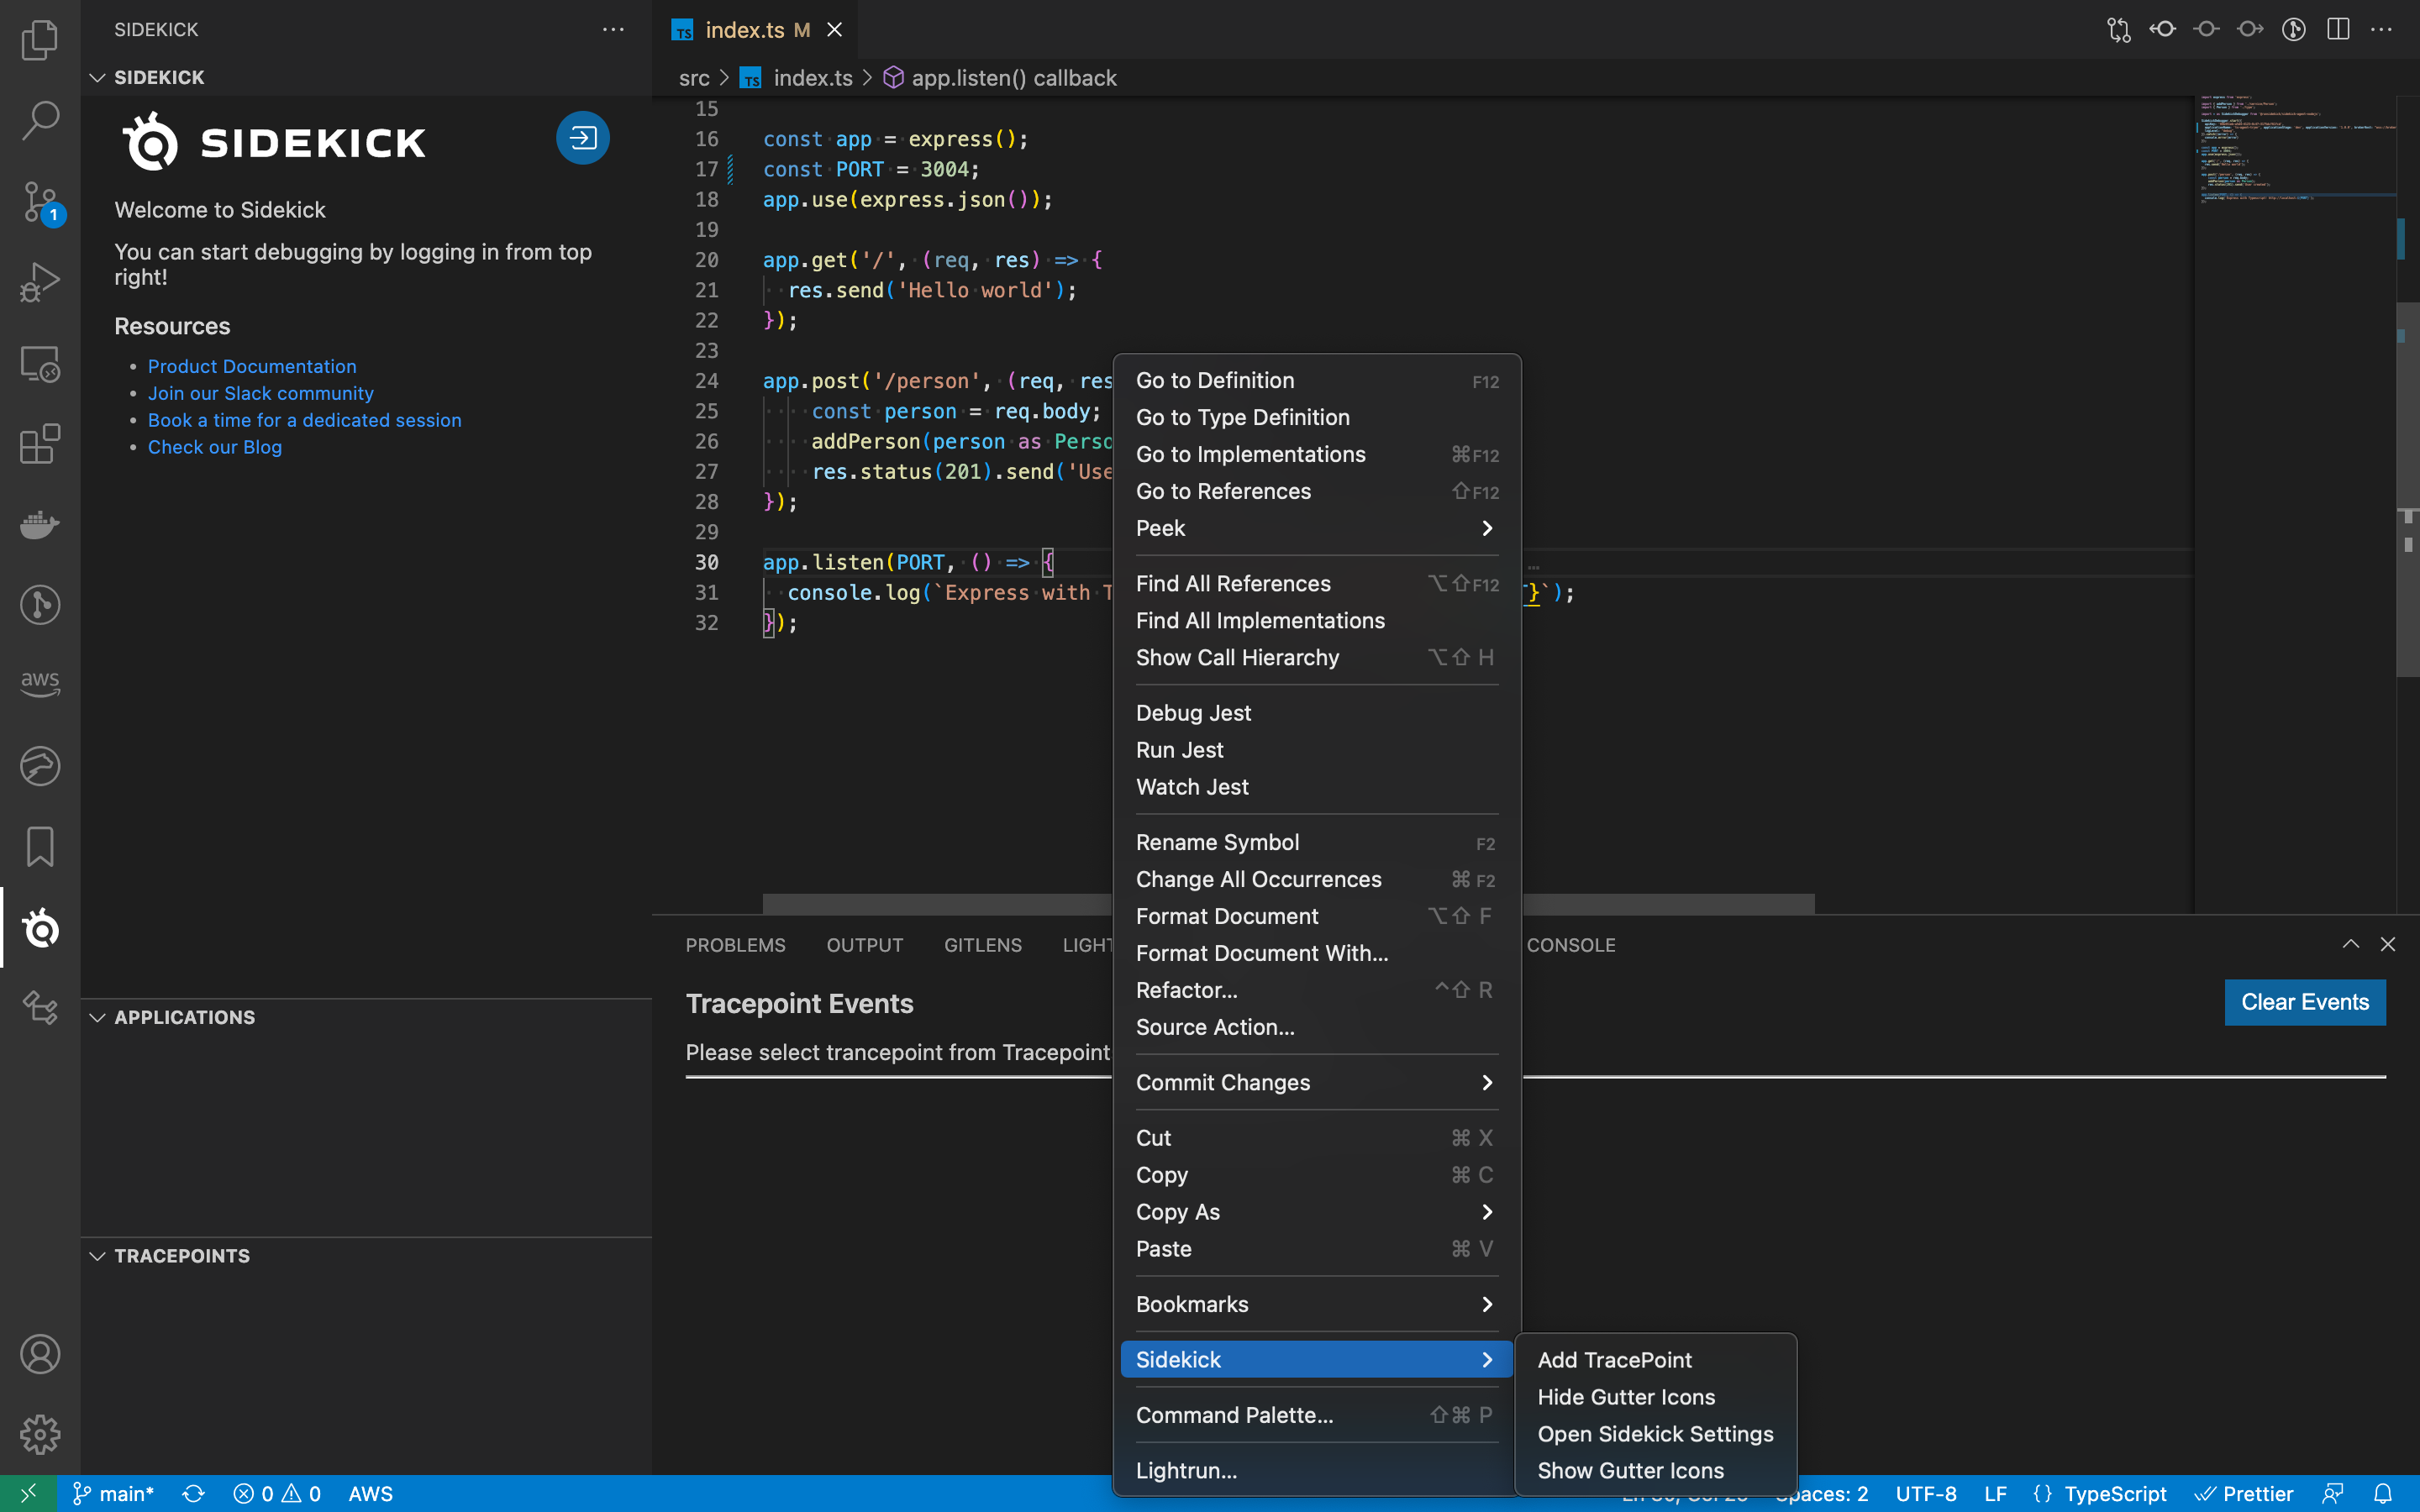 SIDEKICK
SIDEKICK
SIDEKICK
Welcome to Sidekick
You can start debugging by logging in from top
right!
Resources
• Product Documentation
• Join our Slack community
• Book a time for a dedicated session
• Check our Blog
1
aws
APPLICATIONS
TRACEPOINTS
TS index.ts M
src > TS index.ts > app.listen() callback
15
16 const app = express();
17 const PORT = 3004;
18 app.use(express.json());
19
20 app.get('/', (req, res) => {
21 res.send('Hello world');
22 });
23
24 app.post('/person', (req, res
25 const person = req.body;
26 addPerson(person as Perso
27 res.status(201).send('Use
28 });
29
30 app.listen(PORT, () => {
31 console.log(`Express with T }`);
32 });
Go to Definition F12
Go to Type Definition
Go to Implementations ⌘F12
Go to References ⇧F12
Peek
Find All References ⌥⇧F12
Find All Implementations
Show Call Hierarchy ⌥⇧ H
Debug Jest
Run Jest
Watch Jest
Rename Symbol F2
Change All Occurrences ⌘ F2
Format Document ⌥⇧ F
Format Document With...
Refactor... ^⇧ R
Source Action...
Commit Changes
Cut ⌘ X
Copy ⌘ C
Copy As
Paste ⌘ V
Bookmarks
Sidekick
Command Palette... ⇧⌘ P
Lightrun...
Add TracePoint
Hide Gutter Icons
Open Sidekick Settings
Show Gutter Icons
PROBLEMS OUTPUT GITLENS LIGHT CONSOLE
Tracepoint Events
Clear Events
Please select trancepoint from Tracepoint
main* 0 0 AWS
Spaces: 2 UTF-8 LF {} TypeScript Prettier